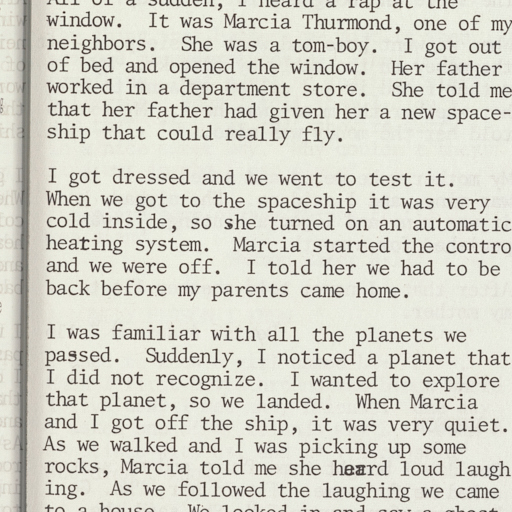 All of a sudden, I heard a rap at the
window. It was Marcia Thurmond, one of my
neighbors. She was a tom-boy. I got out
of bed and opened the window. Her father
worked in a department store. She told me
that her father had given her a new space-
ship that could really fly.
I got dressed and we went to test it.
When we got to the spaceship it was very
cold inside, so she turned on an automatic
heating system. Marcia started the contro
and we were off. I told her we had to be
back before my parents came home.
I was familiar with all the planets we
passed. Suddenly, I noticed a planet that
I did not recognize. I wanted to explore
that planet, so we landed. When Marcia
and I got off the ship, it was very quiet.
As we walked and I was picking up some
rocks, Marcia told me she heard loud laugh
ing. As we followed the laughing we came
to a house. We looked in and saw a ghost